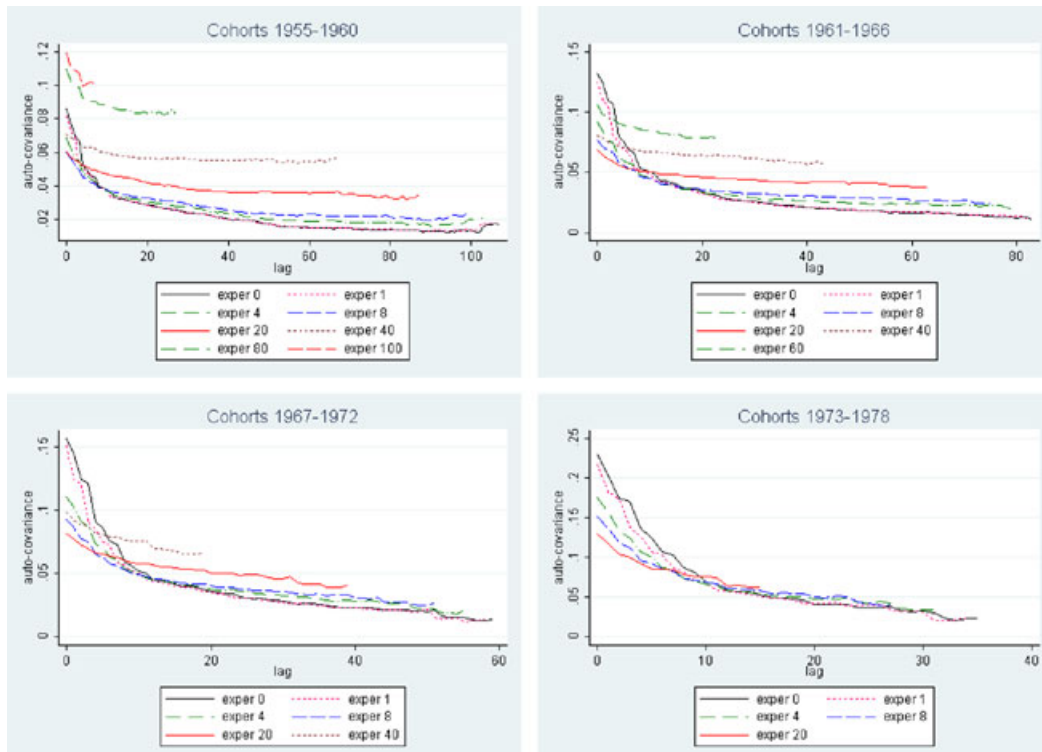 Cohorts 1955-1960
auto-covariance
.02 .04 .06 .08 .1 .12
0 20 40 60 80 100
lag
exper 0 exper 1
exper 4 exper 8
exper 20 exper 40
exper 80 exper 100
Cohorts 1961-1966
auto-covariance
0 .05 .1 .15
0 20 40 60 80
lag
exper 0 exper 1
exper 4 exper 8
exper 20 exper 40
exper 60
Cohorts 1967-1972
auto-covariance
0 .05 .1 .15
0 20 40 60
lag
exper 0 exper 1
exper 4 exper 8
exper 20 exper 40
Cohorts 1973-1978
auto-covariance
0 .05 .1 .15 .2 .25
0 10 20 30 40
lag
exper 0 exper 1
exper 4 exper 8
exper 20